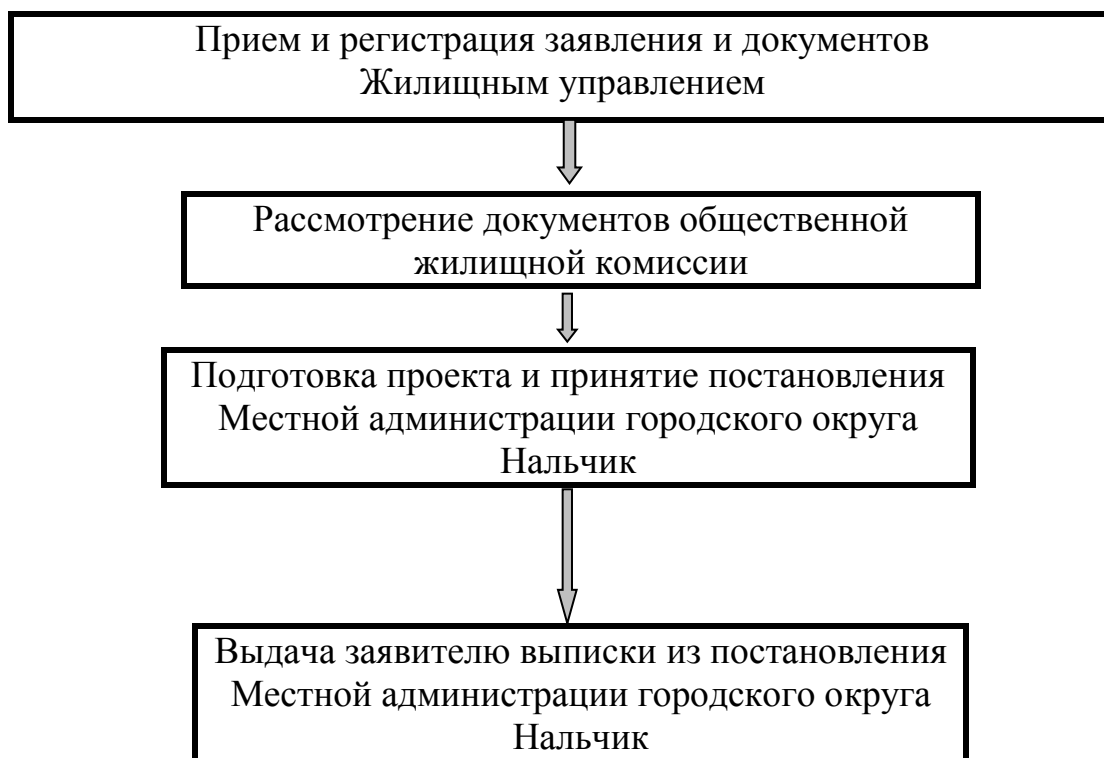 Прием и регистрация заявления и документов
Жилищным управлением
Рассмотрение документов общественной
жилищной комиссии
Подготовка проекта и принятие постановления
Местной администрации городского округа
Нальчик
Выдача заявителю выписки из постановления
Местной администрации городского округа
Нальчик